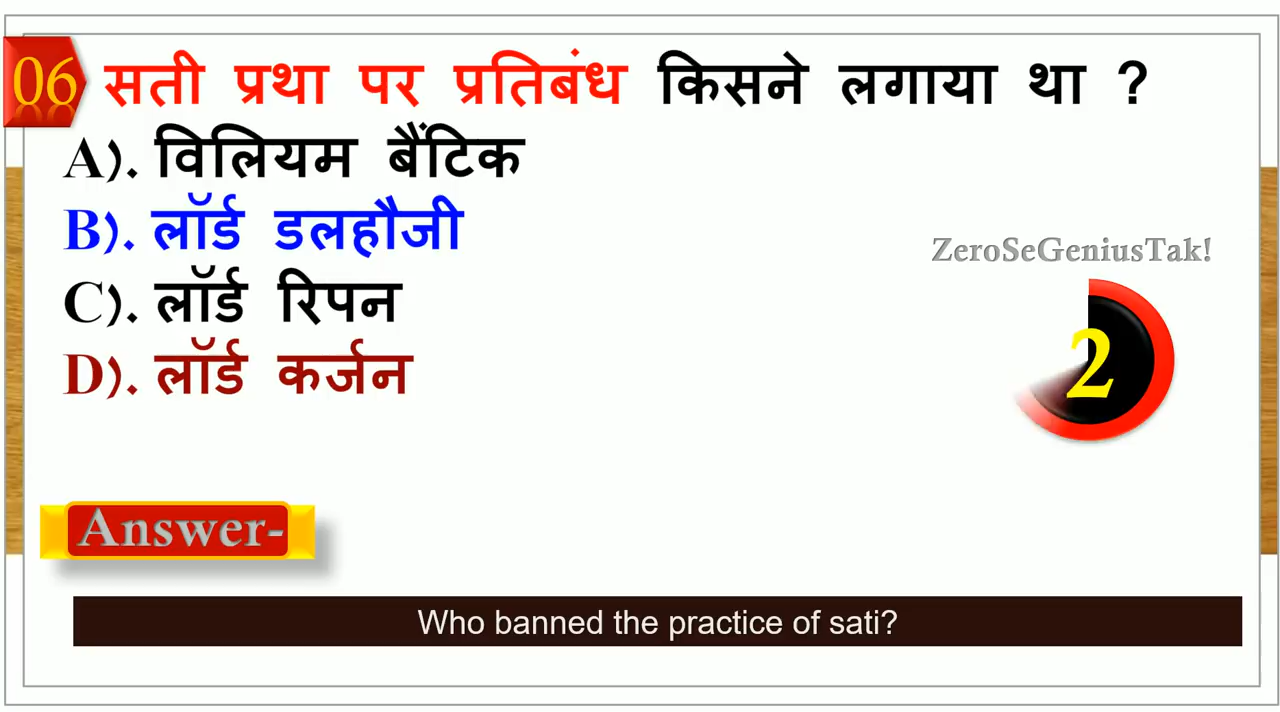 06 सती प्रथा पर प्रतिबंध किसने लगाया था ?
A). विलियम बैंटिक
B). लॉर्ड डलहौजी
C). लॉर्ड रिपन
D). लॉर्ड कर्जन
ZeroSeGeniusTak!
2
Answer-
Who banned the practice of sati?